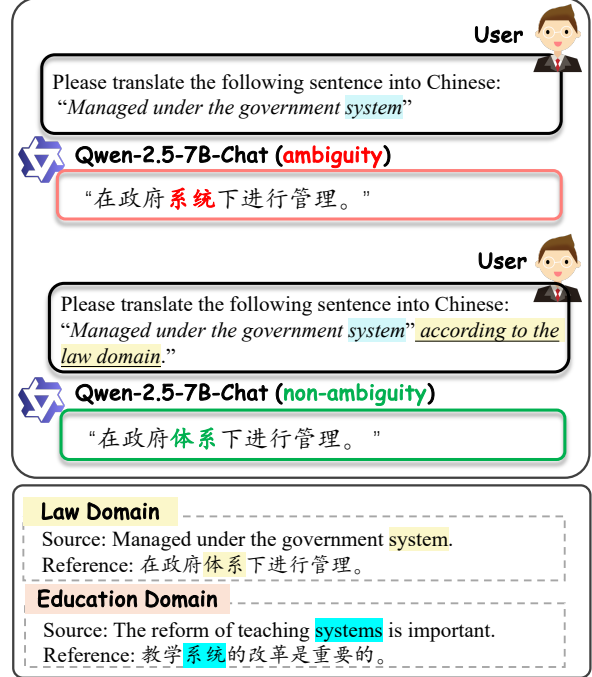 User
Please translate the following sentence into Chinese:
“Managed under the government system”
Qwen-2.5-7B-Chat (ambiguity)
“在政府系统下进行管理。”
User
Please translate the following sentence into Chinese:
“Managed under the government system” according to the
law domain.”
Qwen-2.5-7B-Chat (non-ambiguity)
“在政府体系下进行管理。 ”
Law Domain
Source: Managed under the government system.
Reference: 在政府体系下进行管理。
Education Domain
Source: The reform of teaching systems is important.
Reference: 教学系统的改革是重要的。